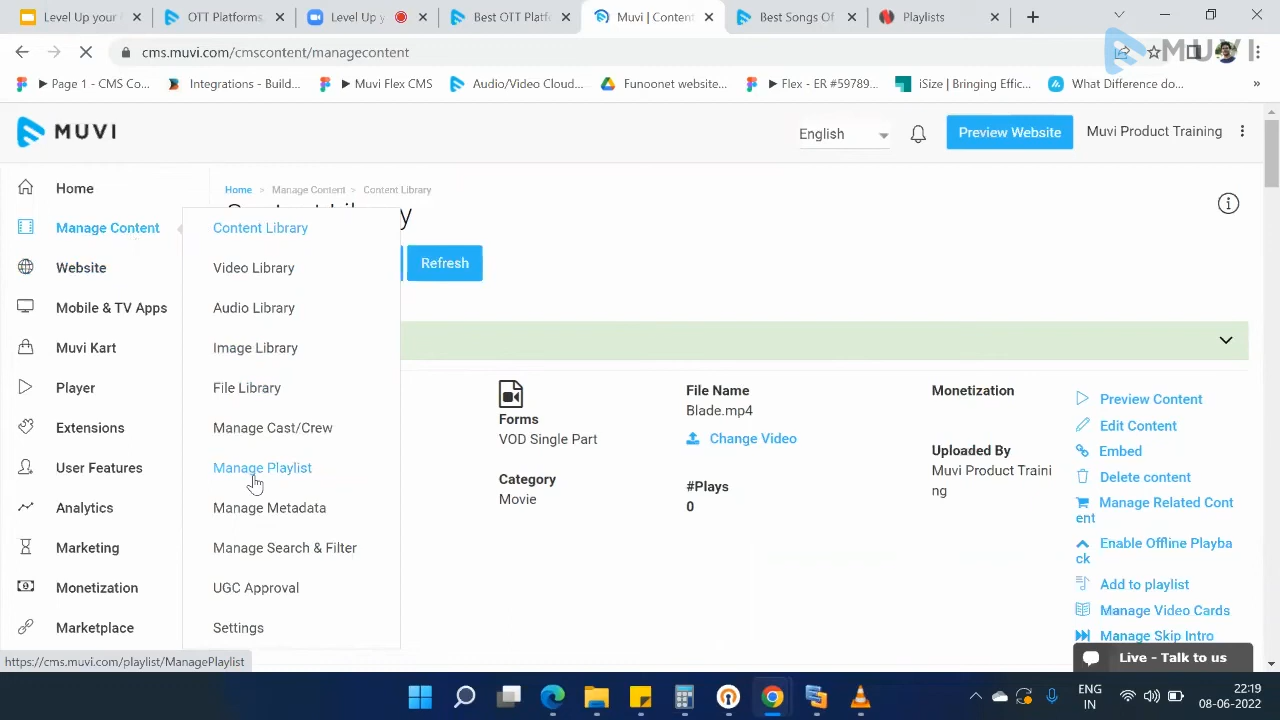 Level up your
OTT Platforms,
Level Up y
Best OTT Platf
Muvi | Conten
Best Songs Of
Playlists
cms.muvi.com/cmscontent/managecontent
MUVI
Page 1 - CMS Co...
Integrations - Build...
Muvi Flex CMS
Audio/Video Cloud...
Funoonet website...
Flex - ER #59789...
iSize | Bringing Effic...
What Difference do...
»
MUVI
English
Preview Website
Muvi Product Training
Home
Manage Content
Website
Mobile & TV Apps
Muvi Kart
Player
Extensions
User Features
Analytics
Marketing
Monetization
Marketplace
Content Library
Video Library
Audio Library
Image Library
File Library
Manage Cast/Crew
Manage Playlist
Manage Metadata
Manage Search & Filter
UGC Approval
Settings
Home > Manage Content > Content Library
Refresh
Forms
VOD Single Part
Category
Movie
File Name
Blade.mp4
Change Video
#Plays
0
Monetization
Uploaded By
Muvi Product Traini
ng
Preview Content
Edit Content
Embed
Delete content
Manage Related Cont
ent
Enable Offline Playba
ck
Add to playlist
Manage Video Cards
Manage Skip Intro
Live - Talk to us
https://cms.muvi.com/playlist/ManagePlaylist
ENG
IN
22:19
08-06-2022